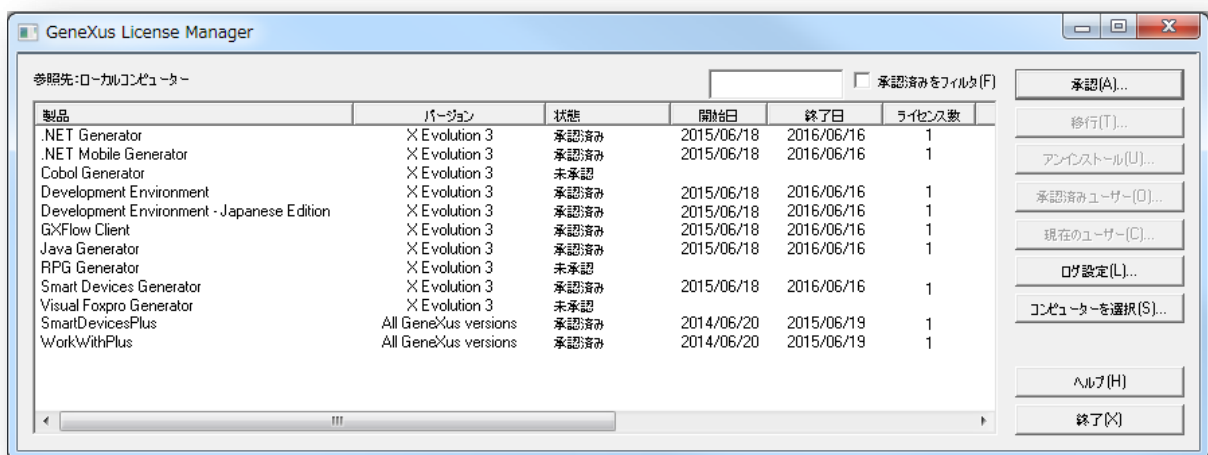 GeneXus License Manager
参照先:ローカルコンピューター
承認済みをフィルタ(F)
承認(A)...
製品 バージョン 状態 開始日 終了日 ライセンス数
移行(T)...
.NET Generator X Evolution 3 承認済み 2015/06/18 2016/06/16 1
.NET Mobile Generator X Evolution 3 承認済み 2015/06/18 2016/06/16 1
アンインストール(U)...
Cobol Generator X Evolution 3 未承認
Development Environment X Evolution 3 承認済み 2015/06/18 2016/06/16 1
承認済みユーザー(O)...
Development Environment - Japanese Edition X Evolution 3 承認済み 2015/06/18 2016/06/16 1
GXFlow Client X Evolution 3 承認済み 2015/06/18 2016/06/16 1
現在のユーザー(C)...
Java Generator X Evolution 3 承認済み 2015/06/18 2016/06/16 1
RPG Generator X Evolution 3 未承認
ログ設定(L)...
Smart Devices Generator X Evolution 3 承認済み 2015/06/18 2016/06/16 1
Visual Foxpro Generator X Evolution 3 未承認
コンピューターを選択(S)...
SmartDevicesPlus All GeneXus versions 承認済み 2014/06/20 2015/06/19 1
WorkWithPlus All GeneXus versions 承認済み 2014/06/20 2015/06/19 1
ヘルプ(H)
終了(X)